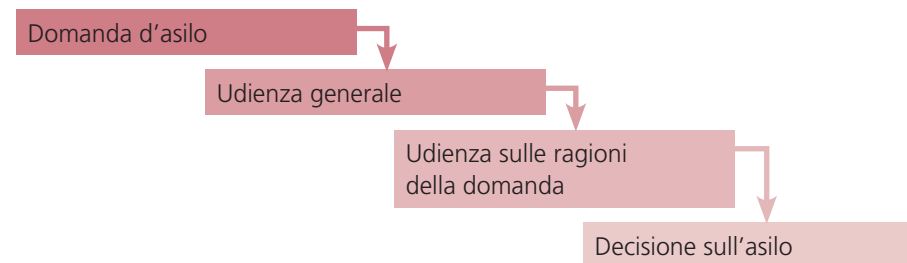 Domanda d’asilo
Udienza generale
Udienza sulle ragioni
della domanda
Decisione sull’asilo